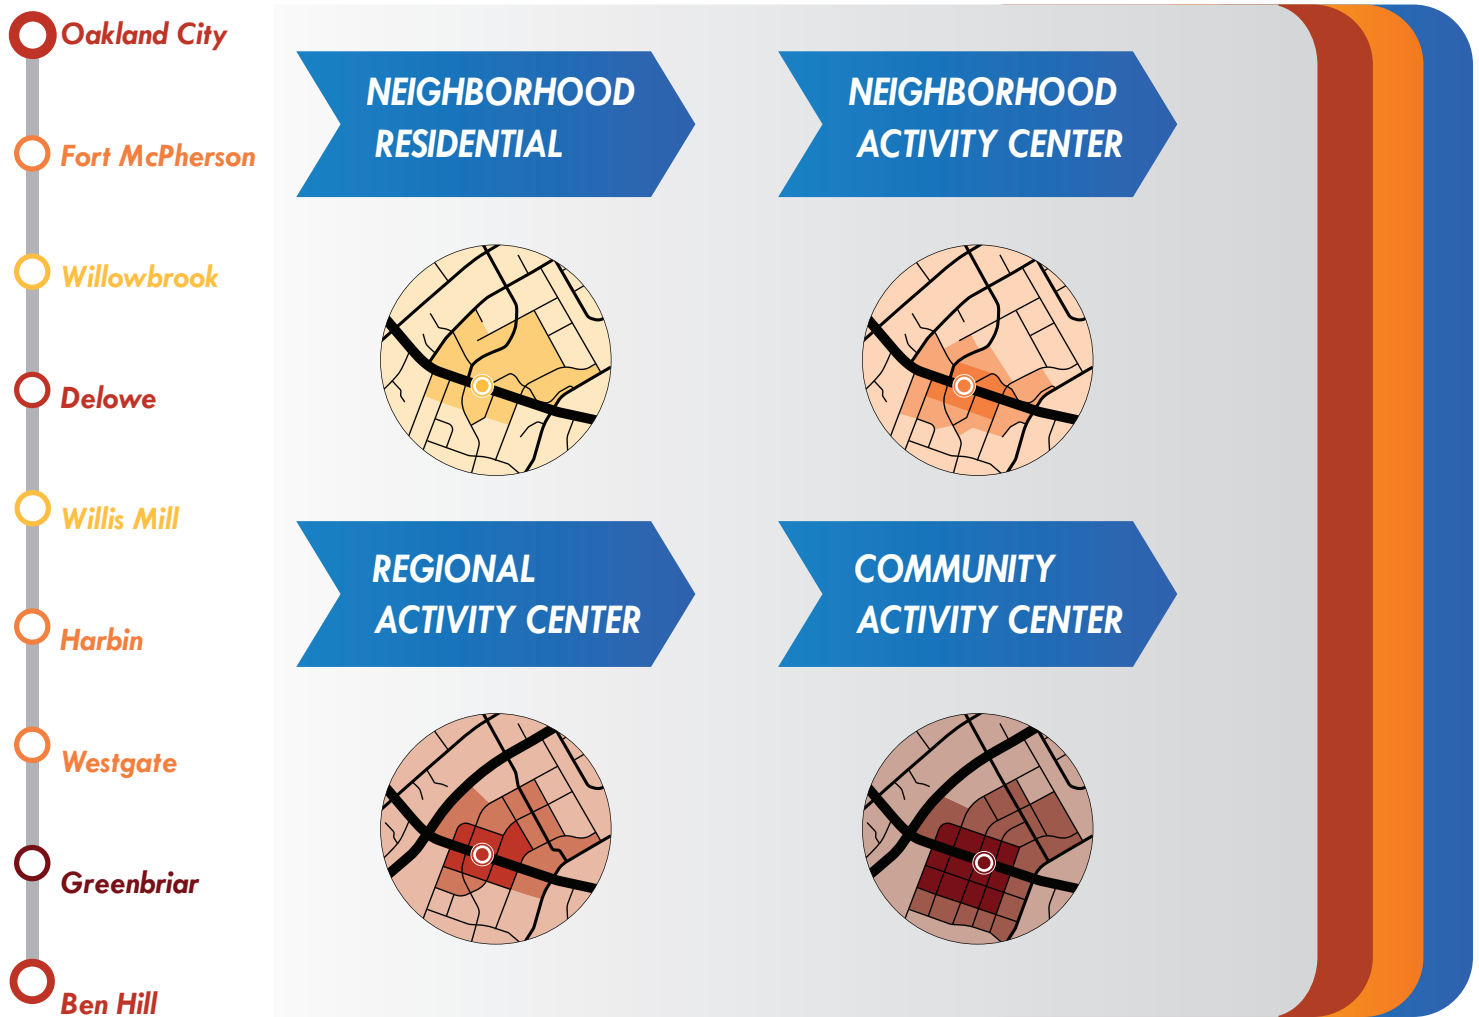 Oakland City
Fort McPherson
Willowbrook
Delowe
Willis Mill
Harbin
Westgate
Greenbriar
Ben Hill
NEIGHBORHOOD
RESIDENTIAL
NEIGHBORHOOD
ACTIVITY CENTER
REGIONAL
ACTIVITY CENTER
COMMUNITY
ACTIVITY CENTER